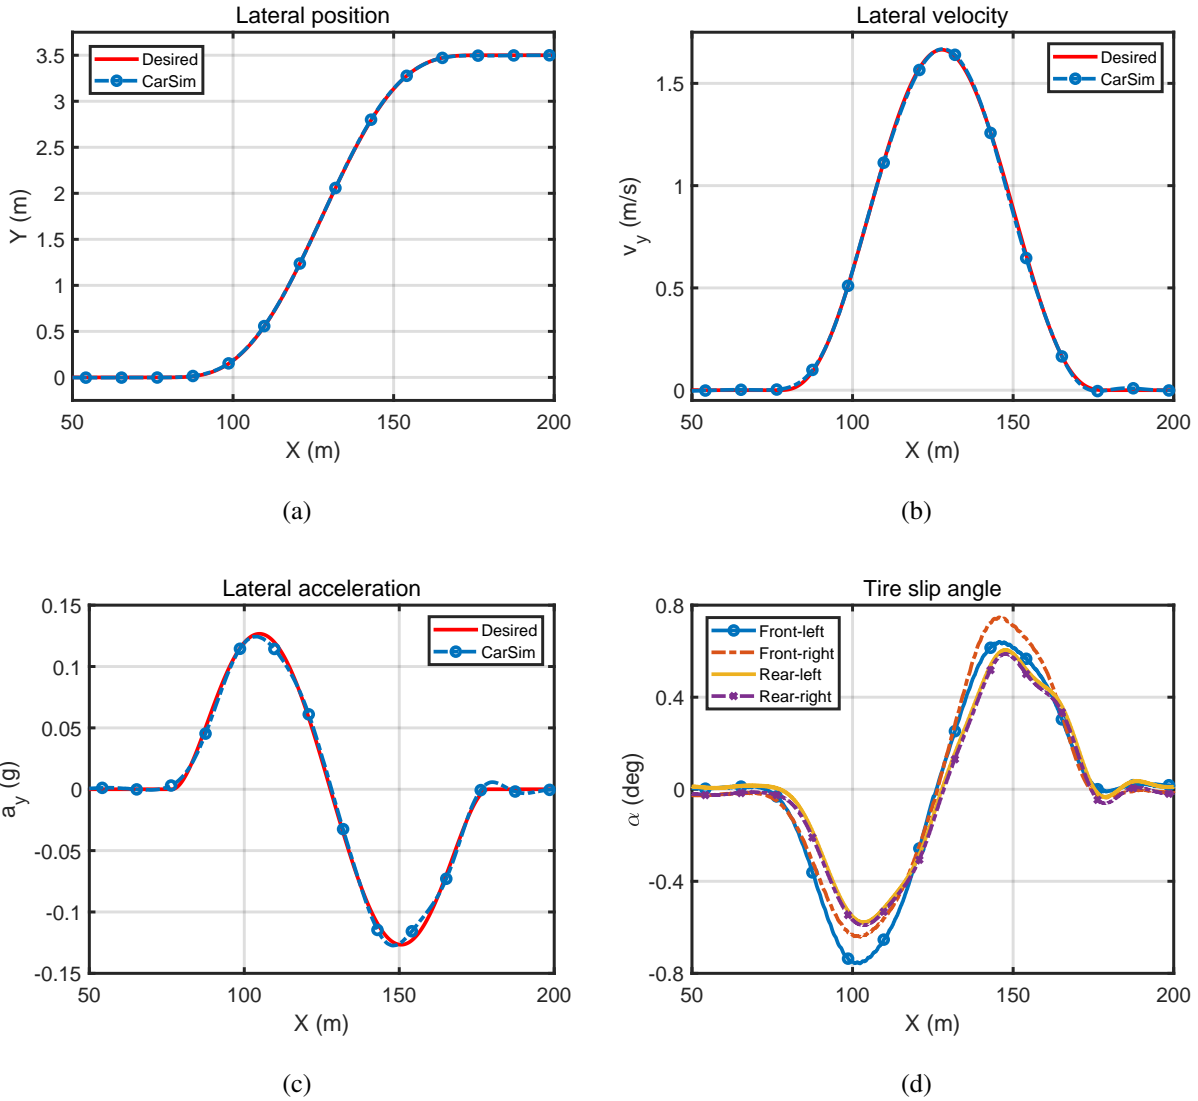 Lateral position
3.5
3
2.5
2
1.5
1
0.5
0
Y (m)
Desired
CarSim
50 100 150 200
X (m)
(a)
Lateral velocity
1.5
1
0.5
0
v_y (m/s)
Desired
CarSim
50 100 150 200
X (m)
(b)
Lateral acceleration
0.15
0.1
0.05
0
-0.05
-0.1
-0.15
a_y (g)
Desired
CarSim
50 100 150 200
X (m)
(c)
Tire slip angle
0.8
0.4
0
-0.4
-0.8
α (deg)
Front-left
Front-right
Rear-left
Rear-right
50 100 150 200
X (m)
(d)